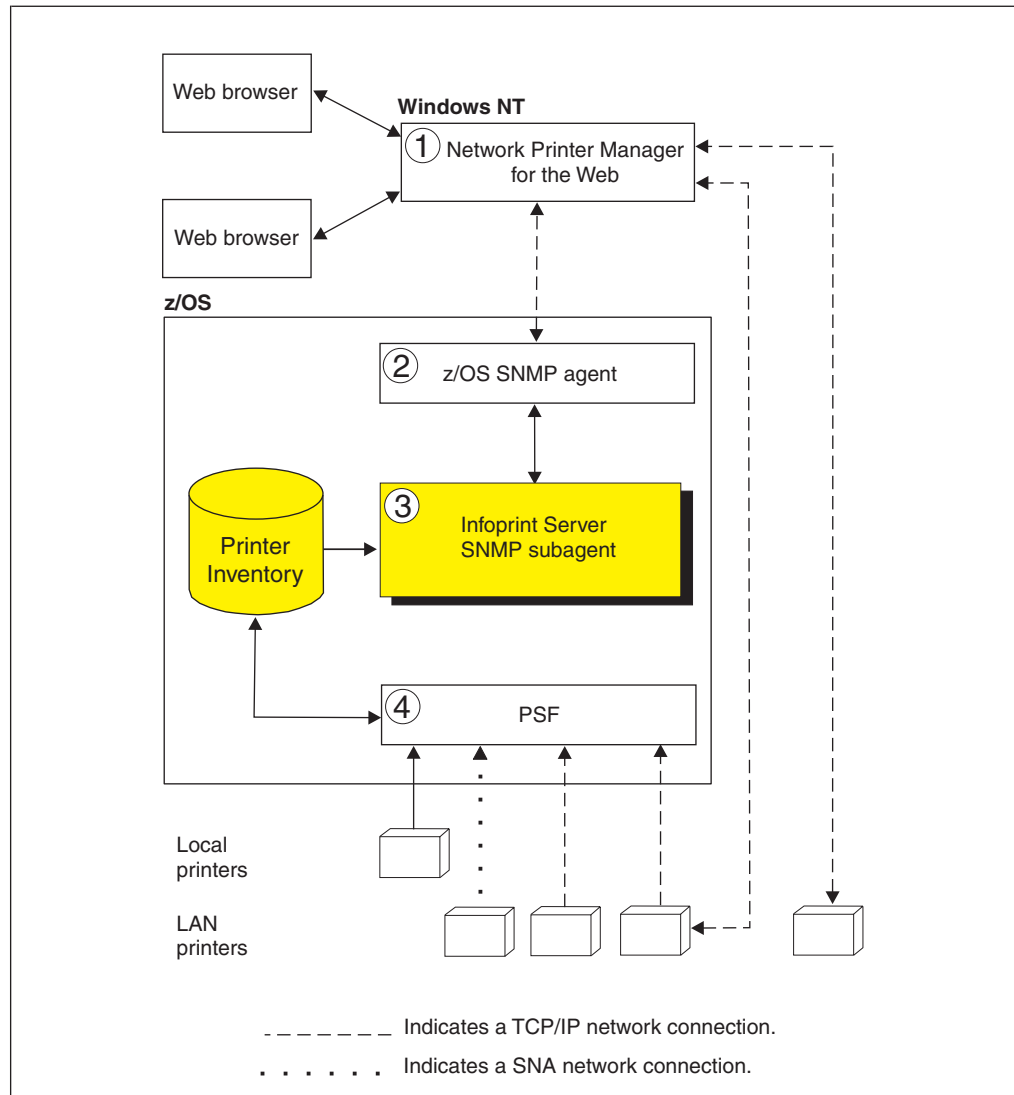 Web browser
Windows NT
1
Network Printer Manager
for the Web
Web browser
z/OS
2
z/OS SNMP agent
3
Infoprint Server
SNMP subagent
Printer
Inventory
4
PSF
Local
printers
LAN
printers
Indicates a TCP/IP network connection.
Indicates a SNA network connection.